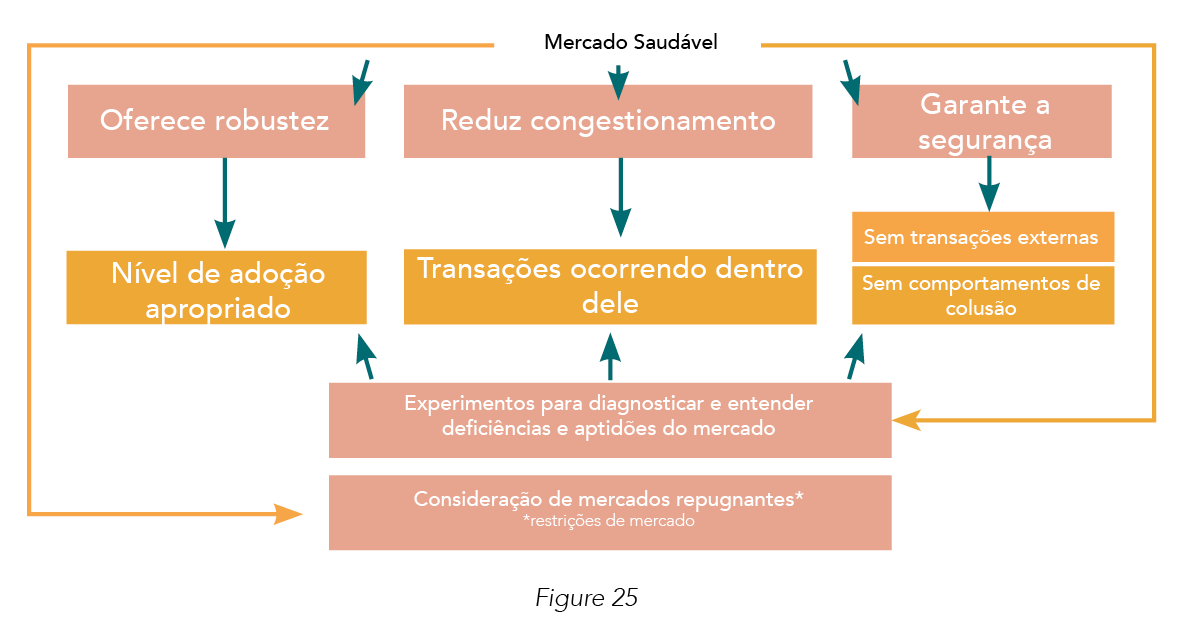 Mercado Saudável
Oferece robustez
Reduz congestionamento
Garante a
segurança
Nível de adoção
apropriado
Transações ocorrendo dentro
dele
Sem transações externas
Sem comportamentos de
colusão
Experimentos para diagnosticar e entender
deficiências e aptidões do mercado
Consideração de mercados repugnantes*
*restrições de mercado
Figure 25